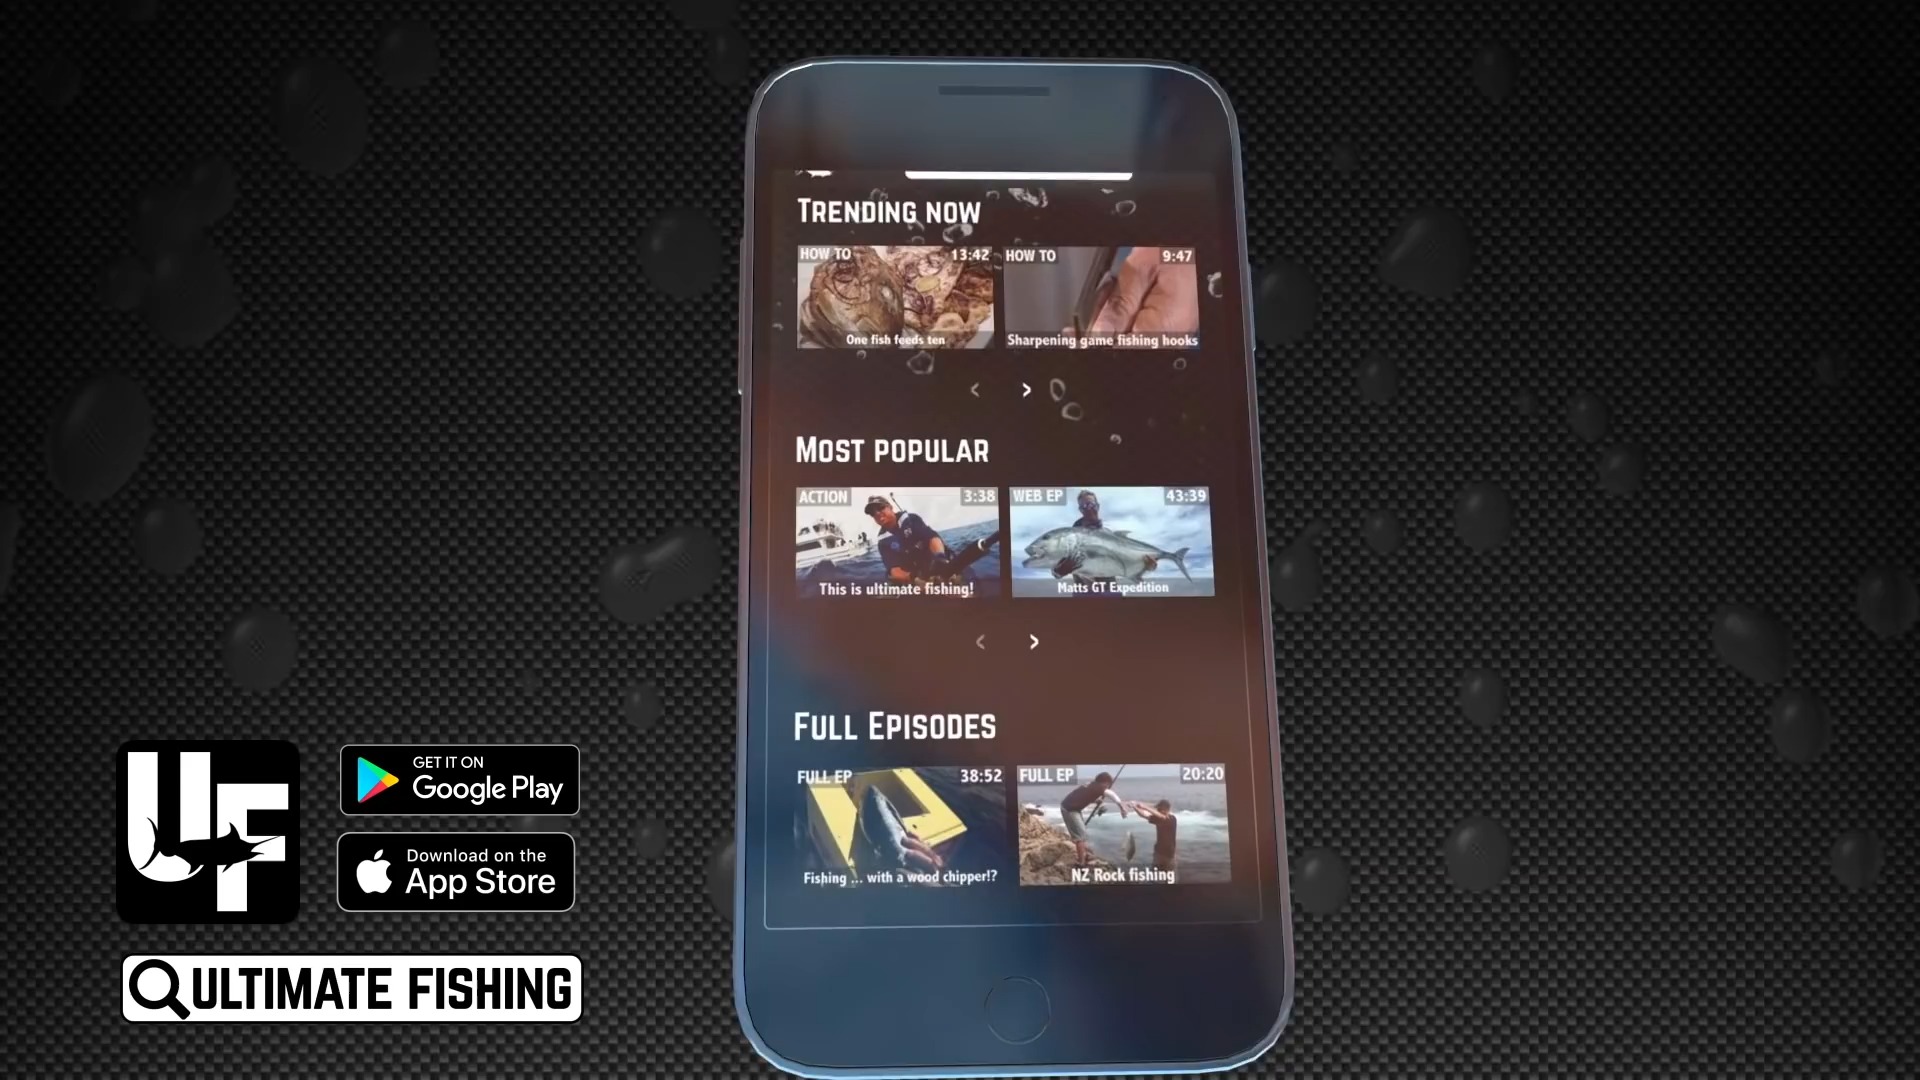 TRENDING NOW
HOW TO 13:42
One fish feeds ten
HOW TO 9:47
Sharpening game fishing hooks
< >
MOST POPULAR
ACTION 3:38
This is ultimate fishing!
WEB EP 43:39
Matts GT Expedition
< >
FULL EPISODES
FULL EP 38:52
Fishing ... with a wood chipper!?
FULL EP 20:20
NZ Rock fishing
UF
GET IT ON
Google Play
Download on the
App Store
ULTIMATE FISHING